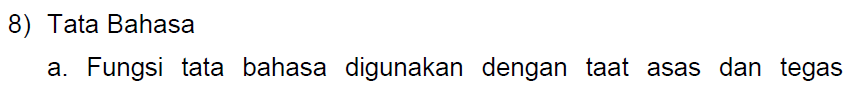 8) Tata Bahasa
a. Fungsi tata bahasa digunakan dengan taat asas dan tegas